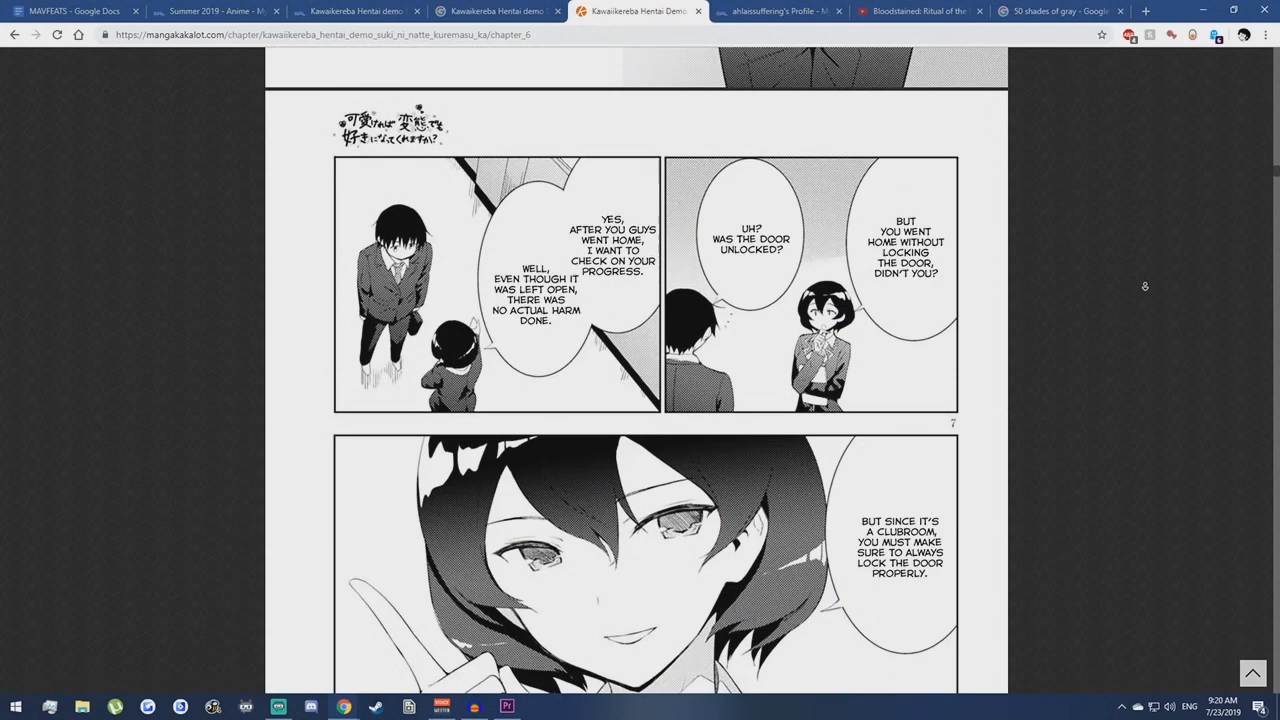 MAVFEATS - Google Docs
Summer 2019 - Anime - My
Kawaikereba Hentai demo
Kawaikereba Hentai demo
Kawaiikereba Hentai Demo
ahlaissuffering's Profile - M
Bloodstained: Ritual of the
50 shades of gray - Google
https://mangakakalot.com/chapter/kawaiikereba_hentai_demo_suki_ni_natte_kuremasu_ka/chapter_6
可愛ければ変態でも
好きになってくれますか?
BUT
YOU WENT
HOME WITHOUT
LOCKING
THE DOOR,
DIDN'T YOU?
UH?
WAS THE DOOR
UNLOCKED?
YES,
AFTER YOU GUYS
WENT HOME,
I WANT TO
CHECK ON YOUR
PROGRESS.
WELL,
EVEN THOUGH IT
WAS LEFT OPEN,
THERE WAS
NO ACTUAL HARM
DONE.
7
BUT SINCE IT'S
A CLUBROOM,
YOU MUST MAKE
SURE TO ALWAYS
LOCK THE DOOR
PROPERLY.
Pr
ENG
9:20 AM
7/23/2019
4